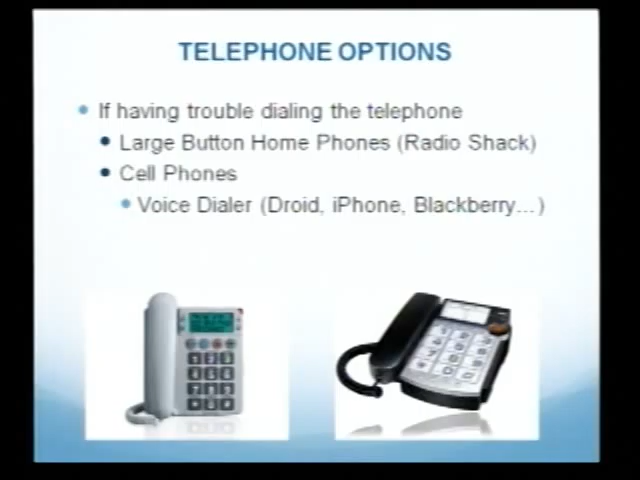 TELEPHONE OPTIONS
If having trouble dialing the telephone
Large Button Home Phones (Radio Shack)
Cell Phones
Voice Dialer (Droid, iPhone, Blackberry...)